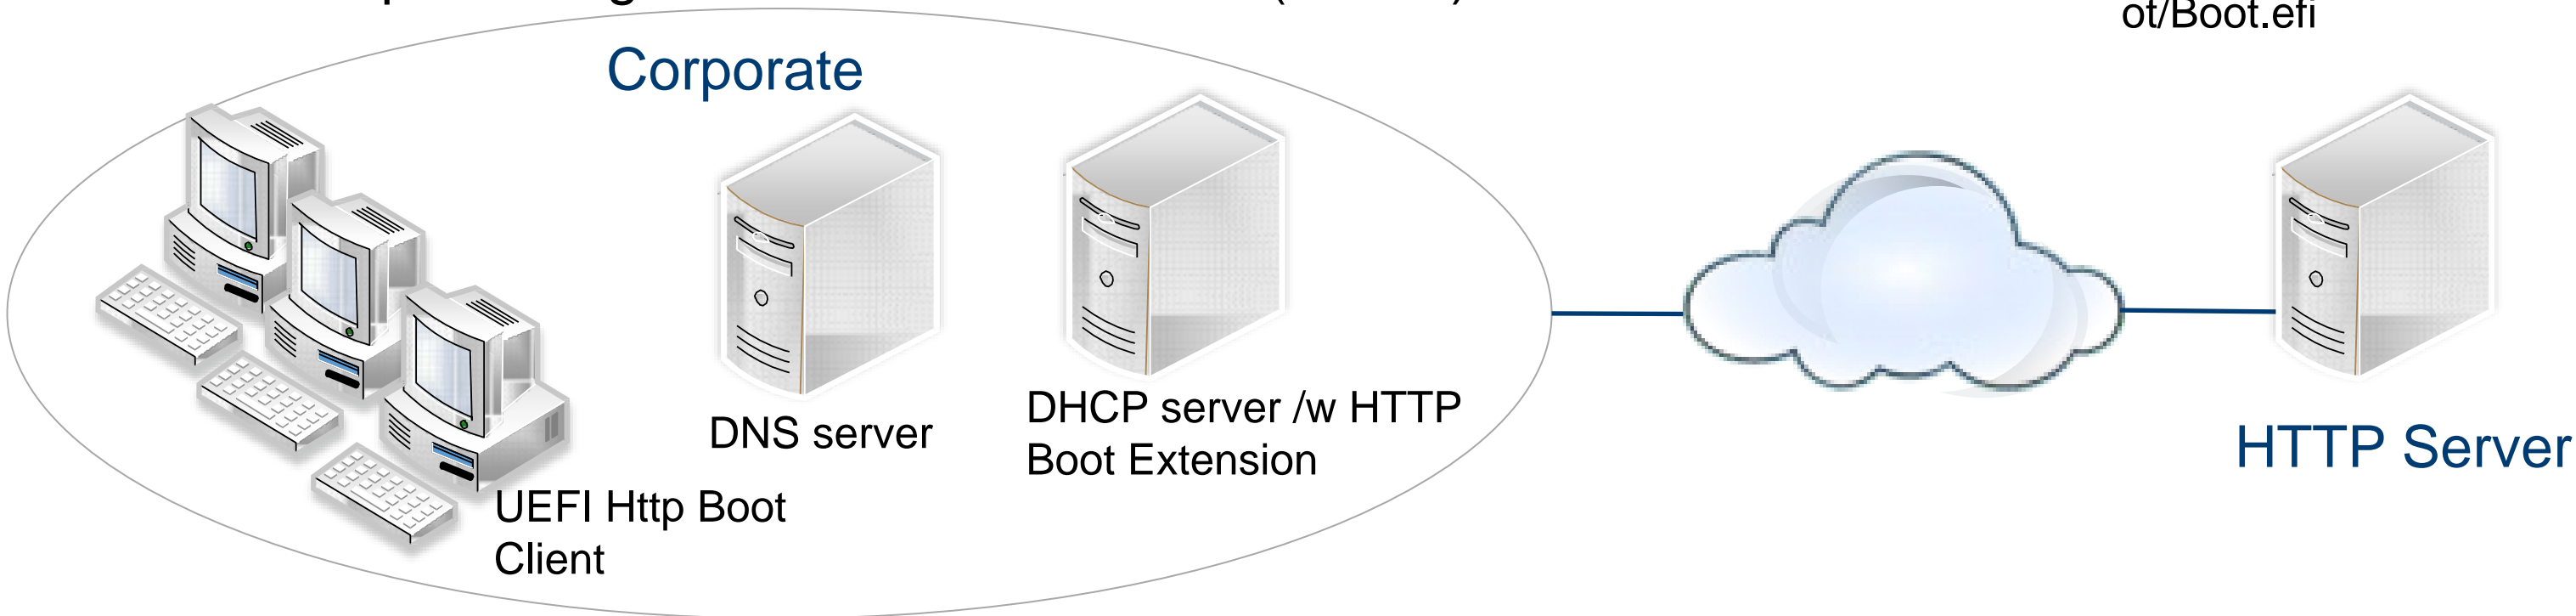 ot/Boot.efi
Corporate
DNS server
DHCP server /w HTTP
Boot Extension
HTTP Server
UEFI Http Boot
Client